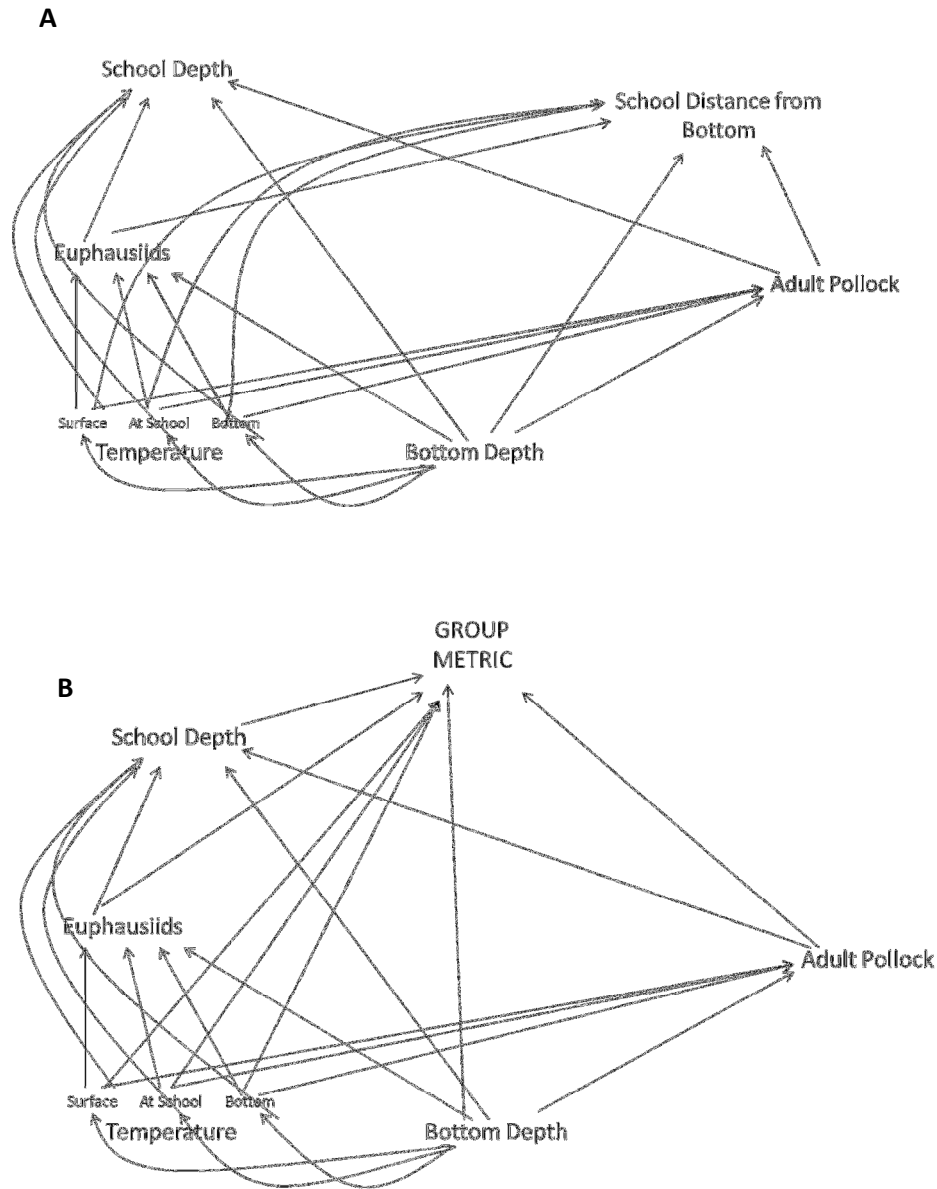 A
School Depth
School Distance from
Bottom
Euphausiids
Adult Pollock
Surface At School Bottom
Temperature
Bottom Depth
GROUP
METRIC
B
School Depth
Euphausiids
Adult Pollock
Surface At School Bottom
Temperature
Bottom Depth